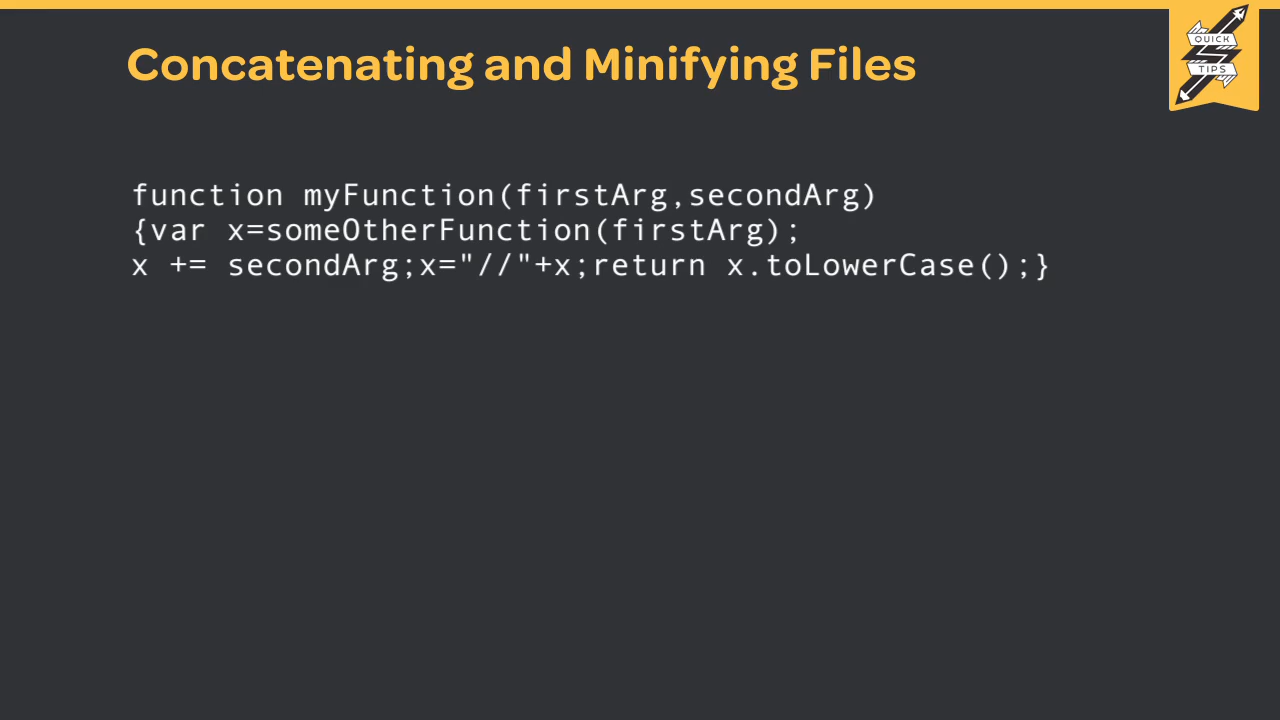 Concatenating and Minifying Files
QUICK
TIPS
function myFunction(firstArg,secondArg)
{var x=someOtherFunction(firstArg);
x += secondArg;x="//"+x;return x.toLowerCase();}